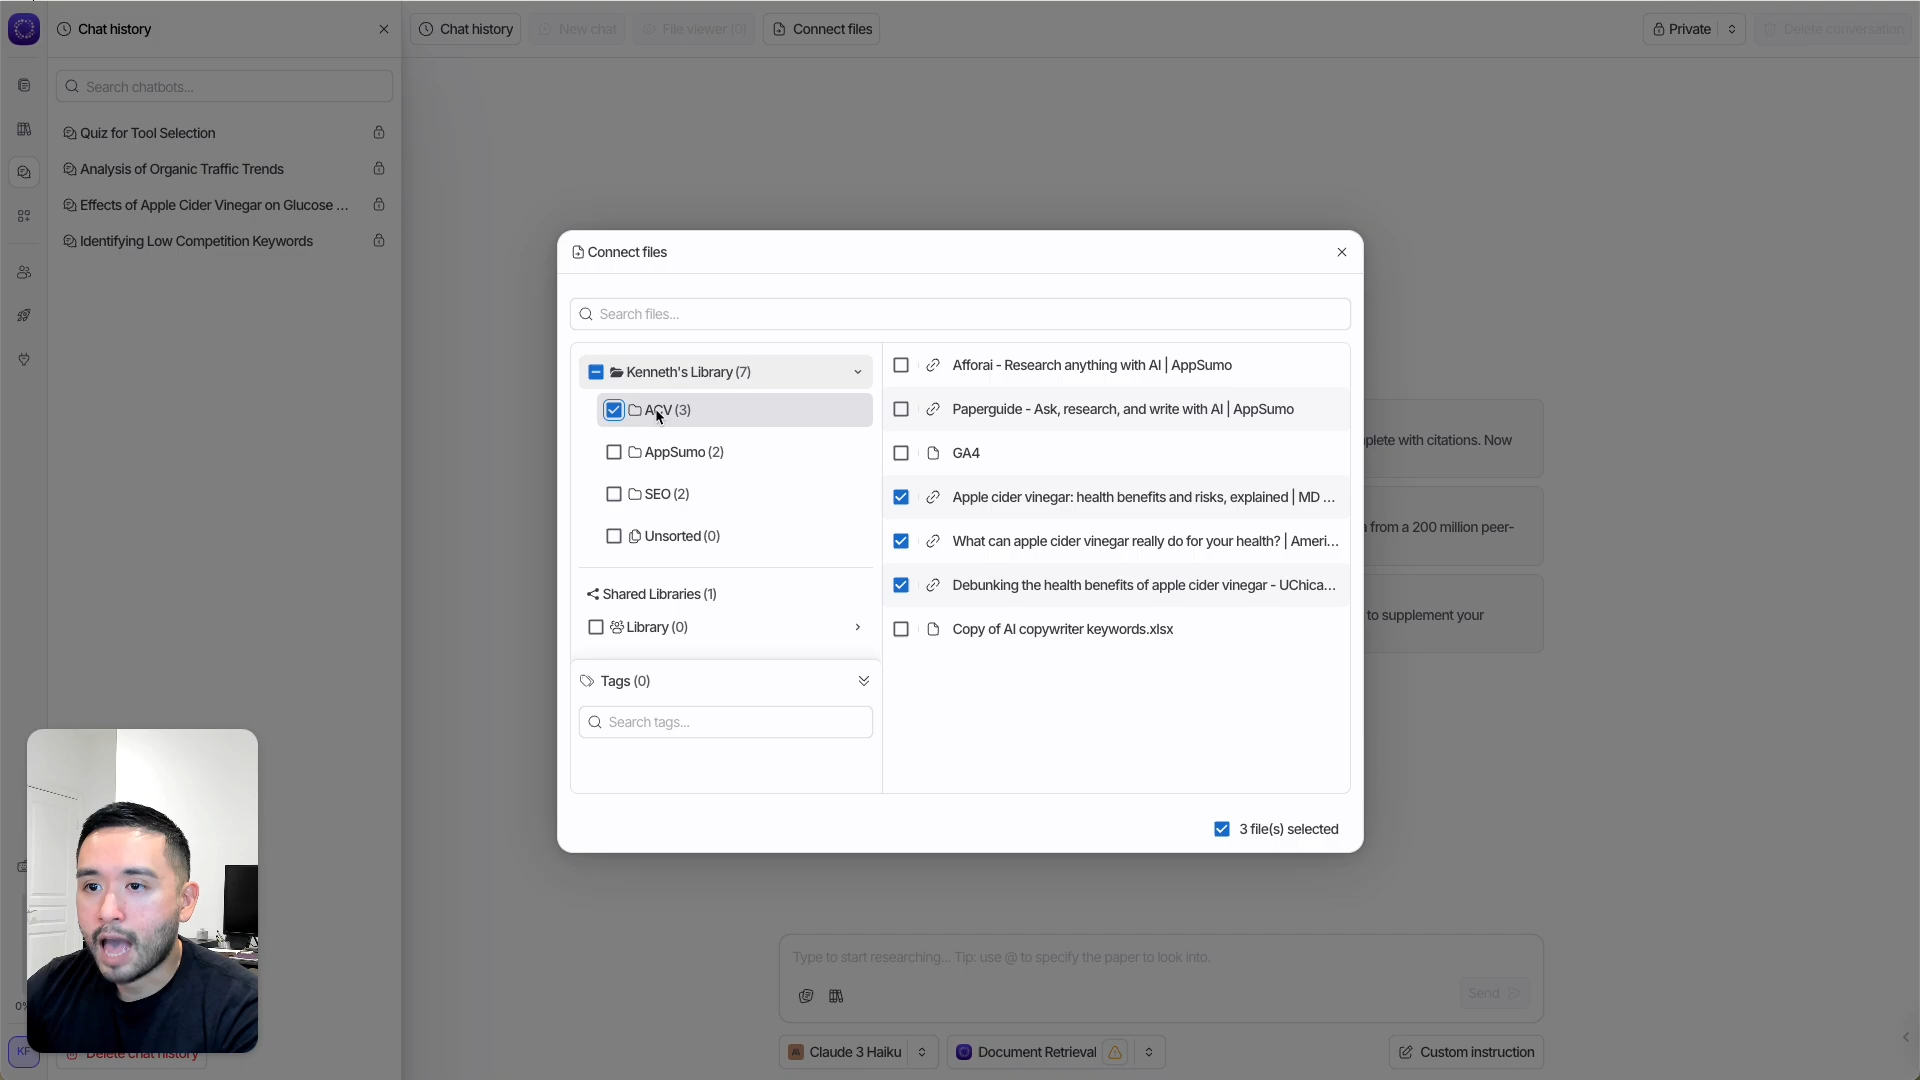 Chat history
Chat history
New chat
File viewer (0)
Connect files
Private
Delete conversation
Search chatbots...
Quiz for Tool Selection
Analysis of Organic Traffic Trends
Effects of Apple Cider Vinegar on Glucose ...
Identifying Low Competition Keywords
Connect files
Search files...
Kenneth's Library (7)
ACV (3)
AppSumo (2)
SEO (2)
Unsorted (0)
Shared Libraries (1)
Library (0)
Tags (0)
Search tags...
Afforai - Research anything with AI | AppSumo
Paperguide - Ask, research, and write with AI | AppSumo
GA4
Apple cider vinegar: health benefits and risks, explained | MD ...
What can apple cider vinegar really do for your health? | Ameri...
Debunking the health benefits of apple cider vinegar - UChica...
Copy of AI copywriter keywords.xlsx
3 file(s) selected
plete with citations. Now
from a 200 million peer-
to supplement your
Type to start researching... Tip: use @ to specify the paper to look into.
Send
Claude 3 Haiku
Document Retrieval
Custom instruction
0%
KF
Delete chat history